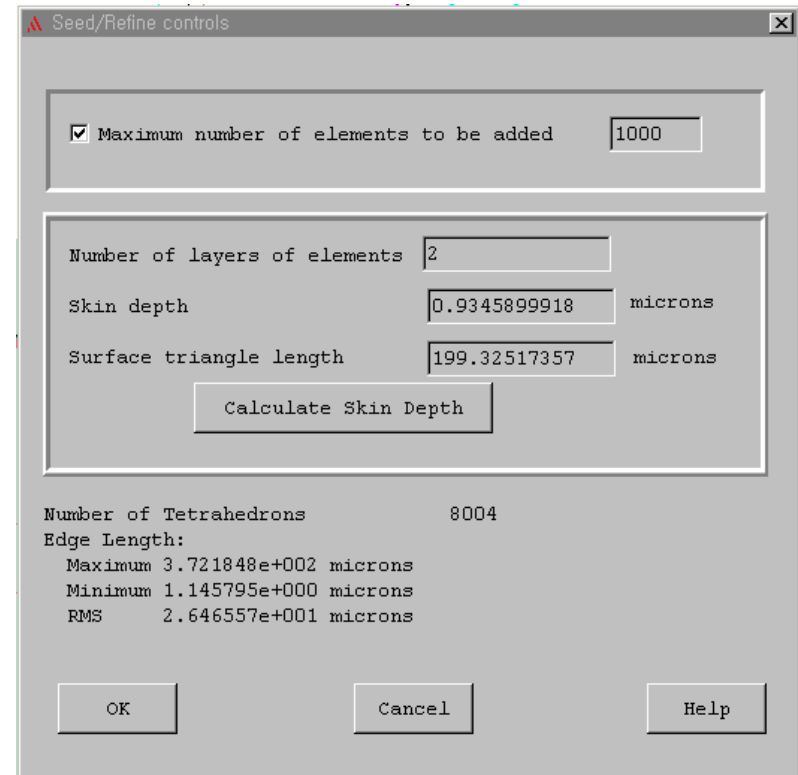 Seed/Refine controls
Maximum number of elements to be added 1000
Number of layers of elements 2
Skin depth 0.9345899918 microns
Surface triangle length 199.32517357 microns
Calculate Skin Depth
Number of Tetrahedrons 8004
Edge Length:
Maximum 3.721848e+002 microns
Minimum 1.145795e+000 microns
RMS 2.646557e+001 microns
OK Cancel Help